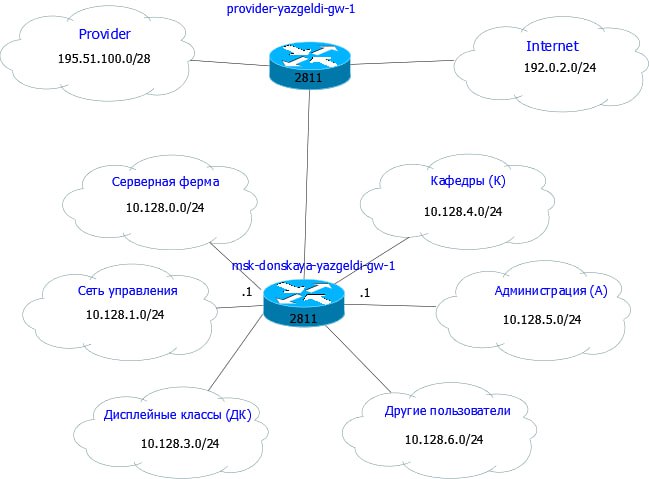 provider-yazgeldi-gw-1
Provider
195.51.100.0/28
2811
Internet
192.0.2.0/24
Серверная ферма
10.128.0.0/24
Кафедры (К)
10.128.4.0/24
msk-donskaya-yazgeldi-gw-1
Сеть управления
10.128.1.0/24
.1
.1
2811
Администрация (А)
10.128.5.0/24
Дисплейные классы (ДК)
10.128.3.0/24
Другие пользователи
10.128.6.0/24